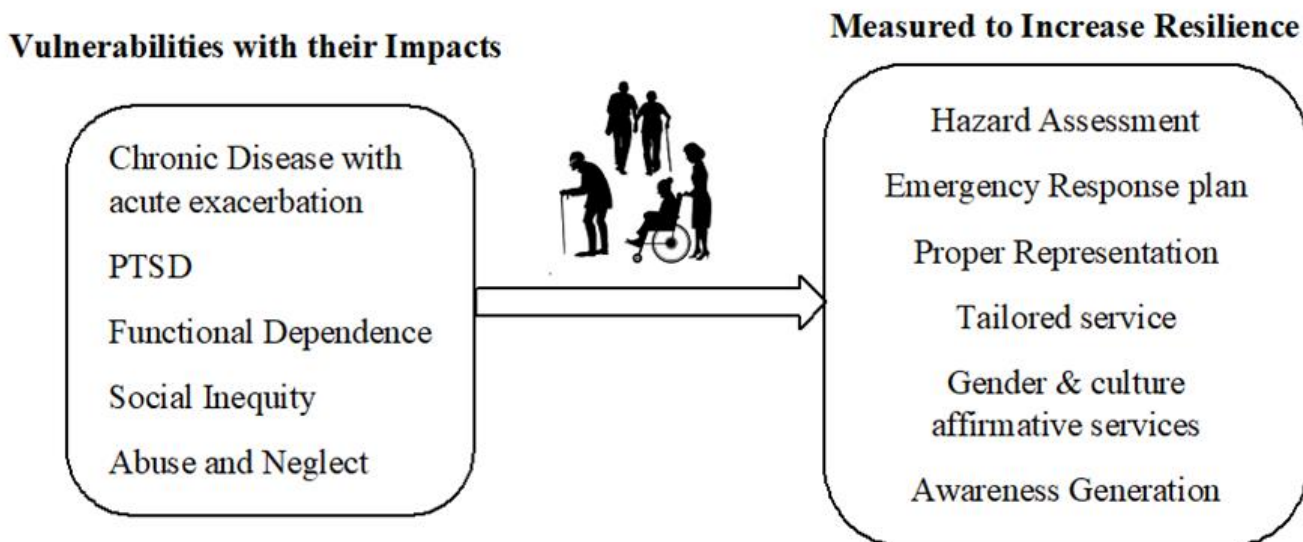 Vulnerabilities with their Impacts
Chronic Disease with
acute exacerbation
PTSD
Functional Dependence
Social Inequity
Abuse and Neglect
Measured to Increase Resilience
Hazard Assessment
Emergency Response plan
Proper Representation
Tailored service
Gender & culture
affirmative services
Awareness Generation